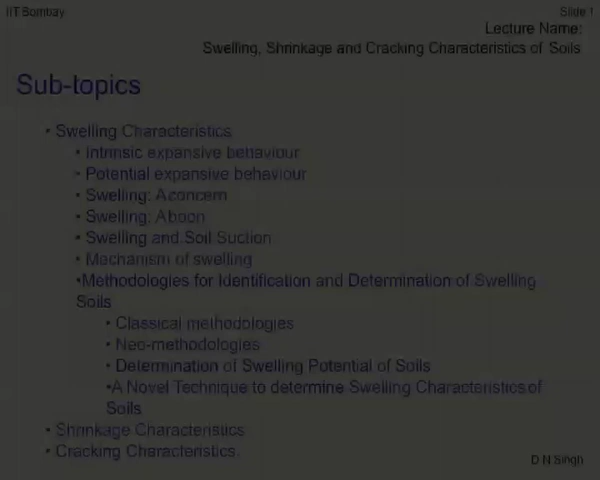 IIT Bombay
Slide 1
Lecture Name:
Swelling, Shrinkage and Cracking Characteristics of Soils
Sub-topics
• Swelling Characteristics
• Intrinsic expansive behaviour
• Potential expansive behaviour
• Swelling: A concern
• Swelling: A boon
• Swelling and Soil Suction
• Mechanism of swelling
•Methodologies for Identification and Determination of Swelling
Soils
• Classical methodologies
• Neo-methodologies
• Determination of Swelling Potential of Soils
•A Novel Technique to determine Swelling Characteristics of
Soils
• Shrinkage Characteristics
• Cracking Characteristics
D N Singh